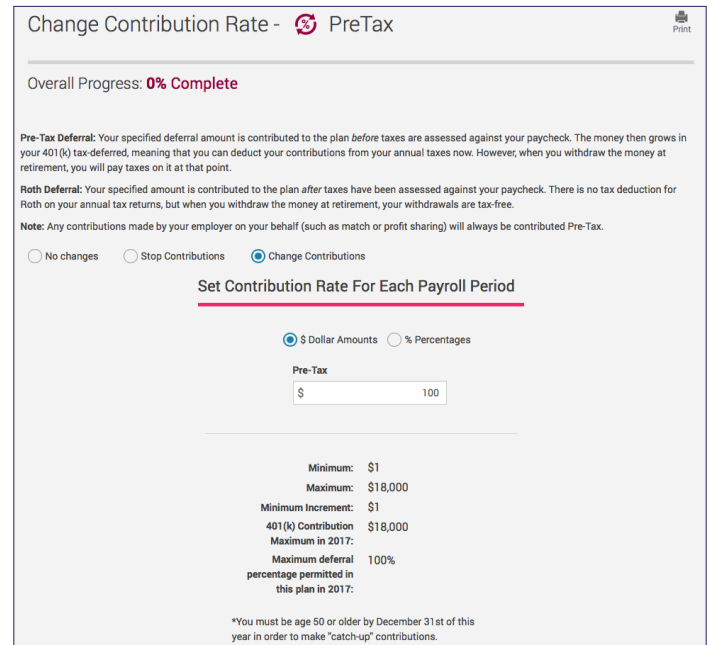 Change Contribution Rate - PreTax
Print
Overall Progress: 0% Complete
Pre-Tax Deferral: Your specified deferral amount is contributed to the plan before taxes are assessed against your paycheck. The money then grows in
your 401(k) tax-deferred, meaning that you can deduct your contributions from your annual taxes now. However, when you withdraw the money at
retirement, you will pay taxes on it at that point.
Roth Deferral: Your specified amount is contributed to the plan after taxes have been assessed against your paycheck. There is no tax deduction for
Roth on your annual tax returns, but when you withdraw the money at retirement, your withdrawals are tax-free.
Note: Any contributions made by your employer on your behalf (such as match or profit sharing) will always be contributed Pre-Tax.
No changes Stop Contributions Change Contributions
Set Contribution Rate For Each Payroll Period
$ Dollar Amounts % Percentages
Pre-Tax
$ 100
Minimum: $1
Maximum: $18,000
Minimum Increment: $1
401(k) Contribution $18,000
Maximum in 2017:
Maximum deferral 100%
percentage permitted in
this plan in 2017:
*You must be age 50 or older by December 31st of this
year in order to make "catch-up" contributions.